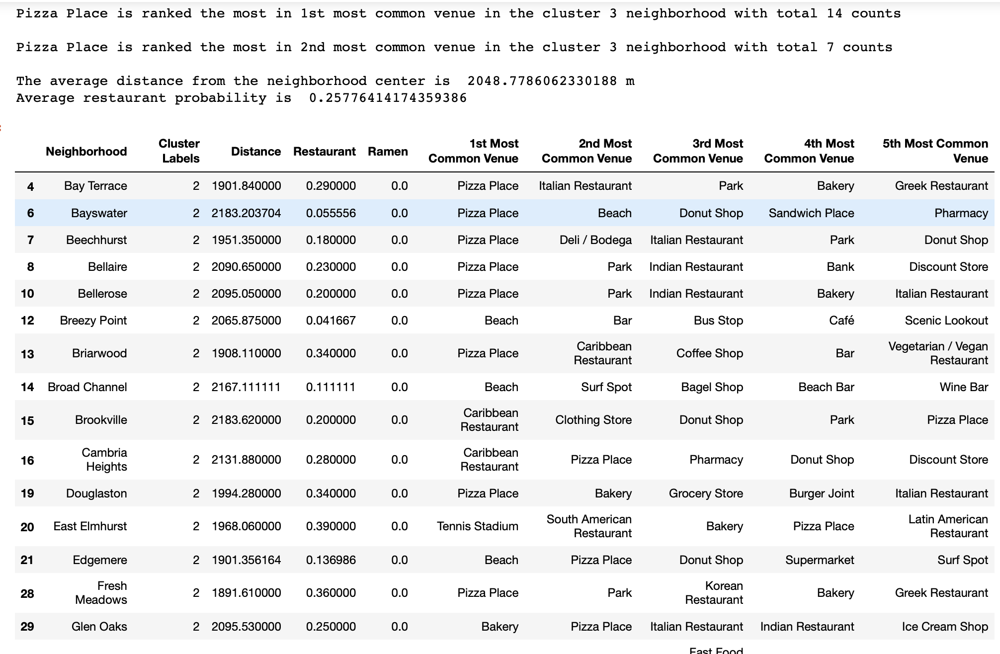 Pizza Place is ranked the most in 1st most common venue in the cluster 3 neighborhood with total 14 counts
Pizza Place is ranked the most in 2nd most common venue in the cluster 3 neighborhood with total 7 counts
The average distance from the neighborhood center is  2048.7786062330188 m
Average restaurant probability is  0.25776414174359386
Neighborhood Cluster Labels Distance Restaurant Ramen 1st Most Common Venue 2nd Most Common Venue 3rd Most Common Venue 4th Most Common Venue 5th Most Common Venue
4 Bay Terrace 2 1901.840000 0.290000 0.0 Pizza Place Italian Restaurant Park Bakery Greek Restaurant
6 Bayswater 2 2183.203704 0.055556 0.0 Pizza Place Beach Donut Shop Sandwich Place Pharmacy
7 Beechhurst 2 1951.350000 0.180000 0.0 Pizza Place Deli / Bodega Italian Restaurant Park Donut Shop
8 Bellaire 2 2090.650000 0.230000 0.0 Pizza Place Park Indian Restaurant Bank Discount Store
10 Bellerose 2 2095.050000 0.200000 0.0 Pizza Place Park Indian Restaurant Bakery Italian Restaurant
12 Breezy Point 2 2065.875000 0.041667 0.0 Beach Bar Bus Stop Café Scenic Lookout
13 Briarwood 2 1908.110000 0.340000 0.0 Pizza Place Caribbean Restaurant Coffee Shop Bar Vegetarian / Vegan Restaurant
14 Broad Channel 2 2167.111111 0.111111 0.0 Beach Surf Spot Bagel Shop Beach Bar Wine Bar
15 Brookville 2 2183.620000 0.200000 0.0 Caribbean Restaurant Clothing Store Donut Shop Park Pizza Place
16 Cambria Heights 2 2131.880000 0.280000 0.0 Caribbean Restaurant Pizza Place Pharmacy Donut Shop Discount Store
19 Douglaston 2 1994.280000 0.340000 0.0 Pizza Place Bakery Grocery Store Burger Joint Italian Restaurant
20 East Elmhurst 2 1968.060000 0.390000 0.0 Tennis Stadium South American Restaurant Bakery Pizza Place Latin American Restaurant
21 Edgemere 2 1901.356164 0.136986 0.0 Beach Pizza Place Donut Shop Supermarket Surf Spot
28 Fresh Meadows 2 1891.610000 0.360000 0.0 Pizza Place Park Korean Restaurant Bakery Greek Restaurant
29 Glen Oaks 2 2095.530000 0.250000 0.0 Bakery Pizza Place Italian Restaurant Indian Restaurant Ice Cream Shop
Fast Food